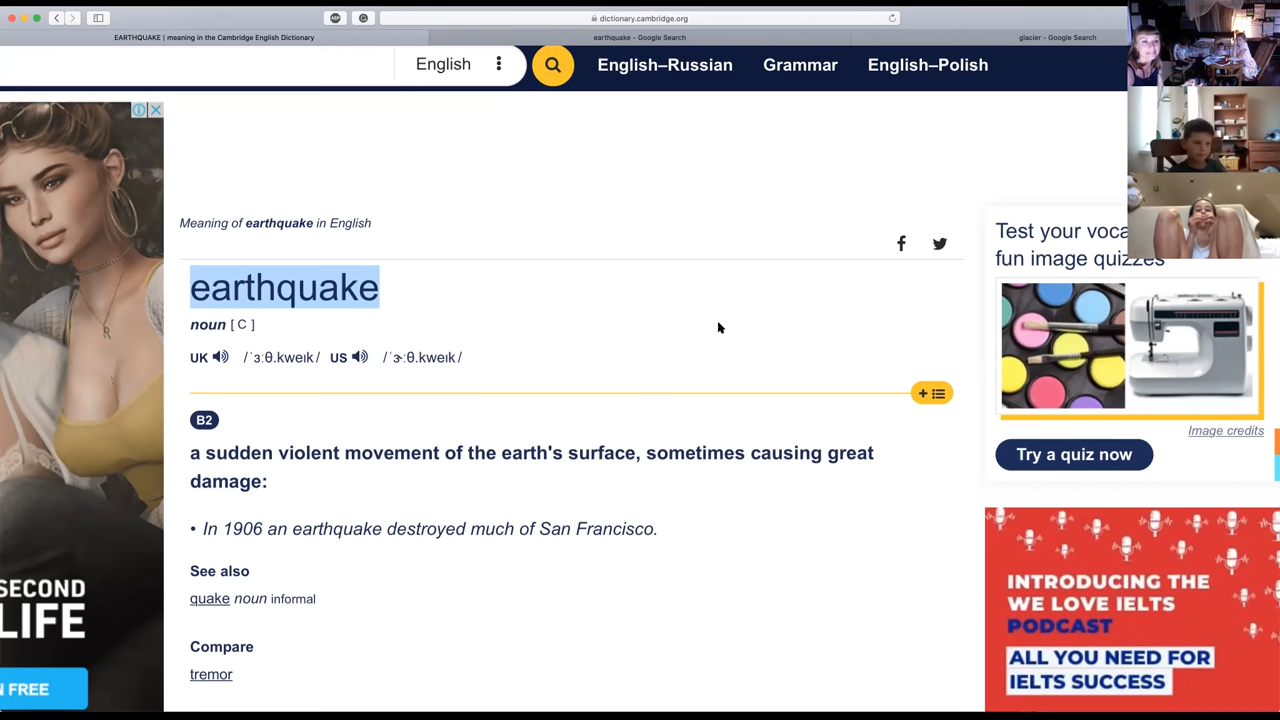 dictionary.cambridge.org
EARTHQUAKE | meaning in the Cambridge English Dictionary
earthquake - Google Search
glacier - Google Search
English
English–Russian
Grammar
English–Polish
Meaning of earthquake in English
earthquake
noun [ C ]
UK /ˈɜːθ.kweɪk/ US /ˈɝːθ.kweɪk/
B2
a sudden violent movement of the earth's surface, sometimes causing great
damage:
• In 1906 an earthquake destroyed much of San Francisco.
See also
quake noun informal
Compare
tremor
Test your
fun image quizzes
Image credits
Try a quiz now
INTRODUCING THE
WE LOVE IELTS
PODCAST
ALL YOU NEED FOR
IELTS SUCCESS
SECOND
LIFE
N FREE
R
ABP